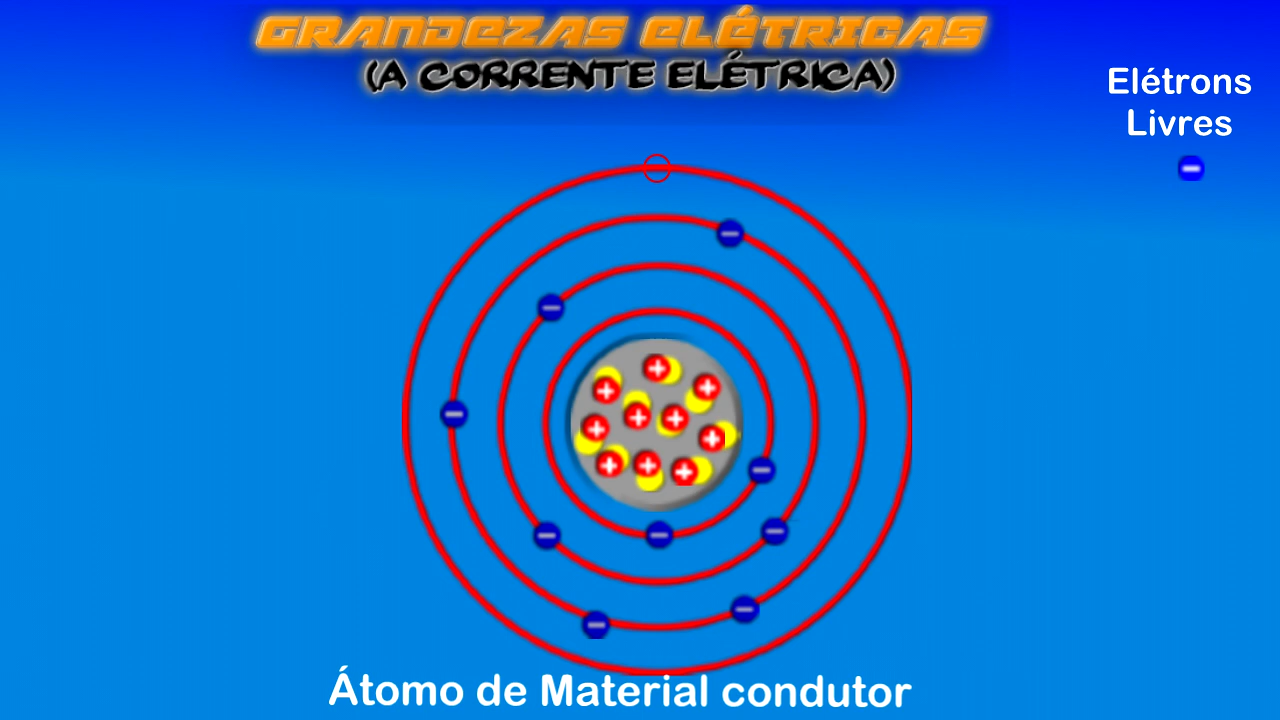 GRANDEZAS ELÉTRICAS
(A CORRENTE ELÉTRICA)
Elétrons
Livres
Átomo de Material condutor